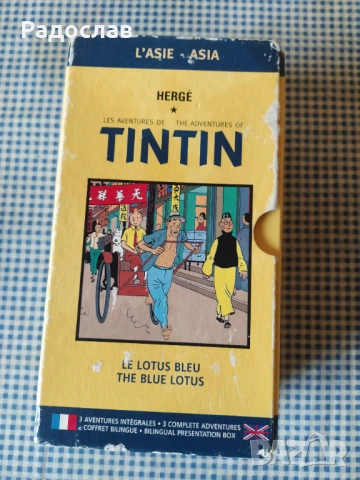 Радослав
L'ASIE - ASIA
HERGÉ
LES AVENTURES DE THE ADVENTURES OF
TINTIN
LE LOTUS BLEU
THE BLUE LOTUS
3 AVENTURES INTÉGRALES • 3 COMPLETE ADVENTURES
COFFRET BILINGUE • BILINGUAL PRESENTATION BOX
BAZAR